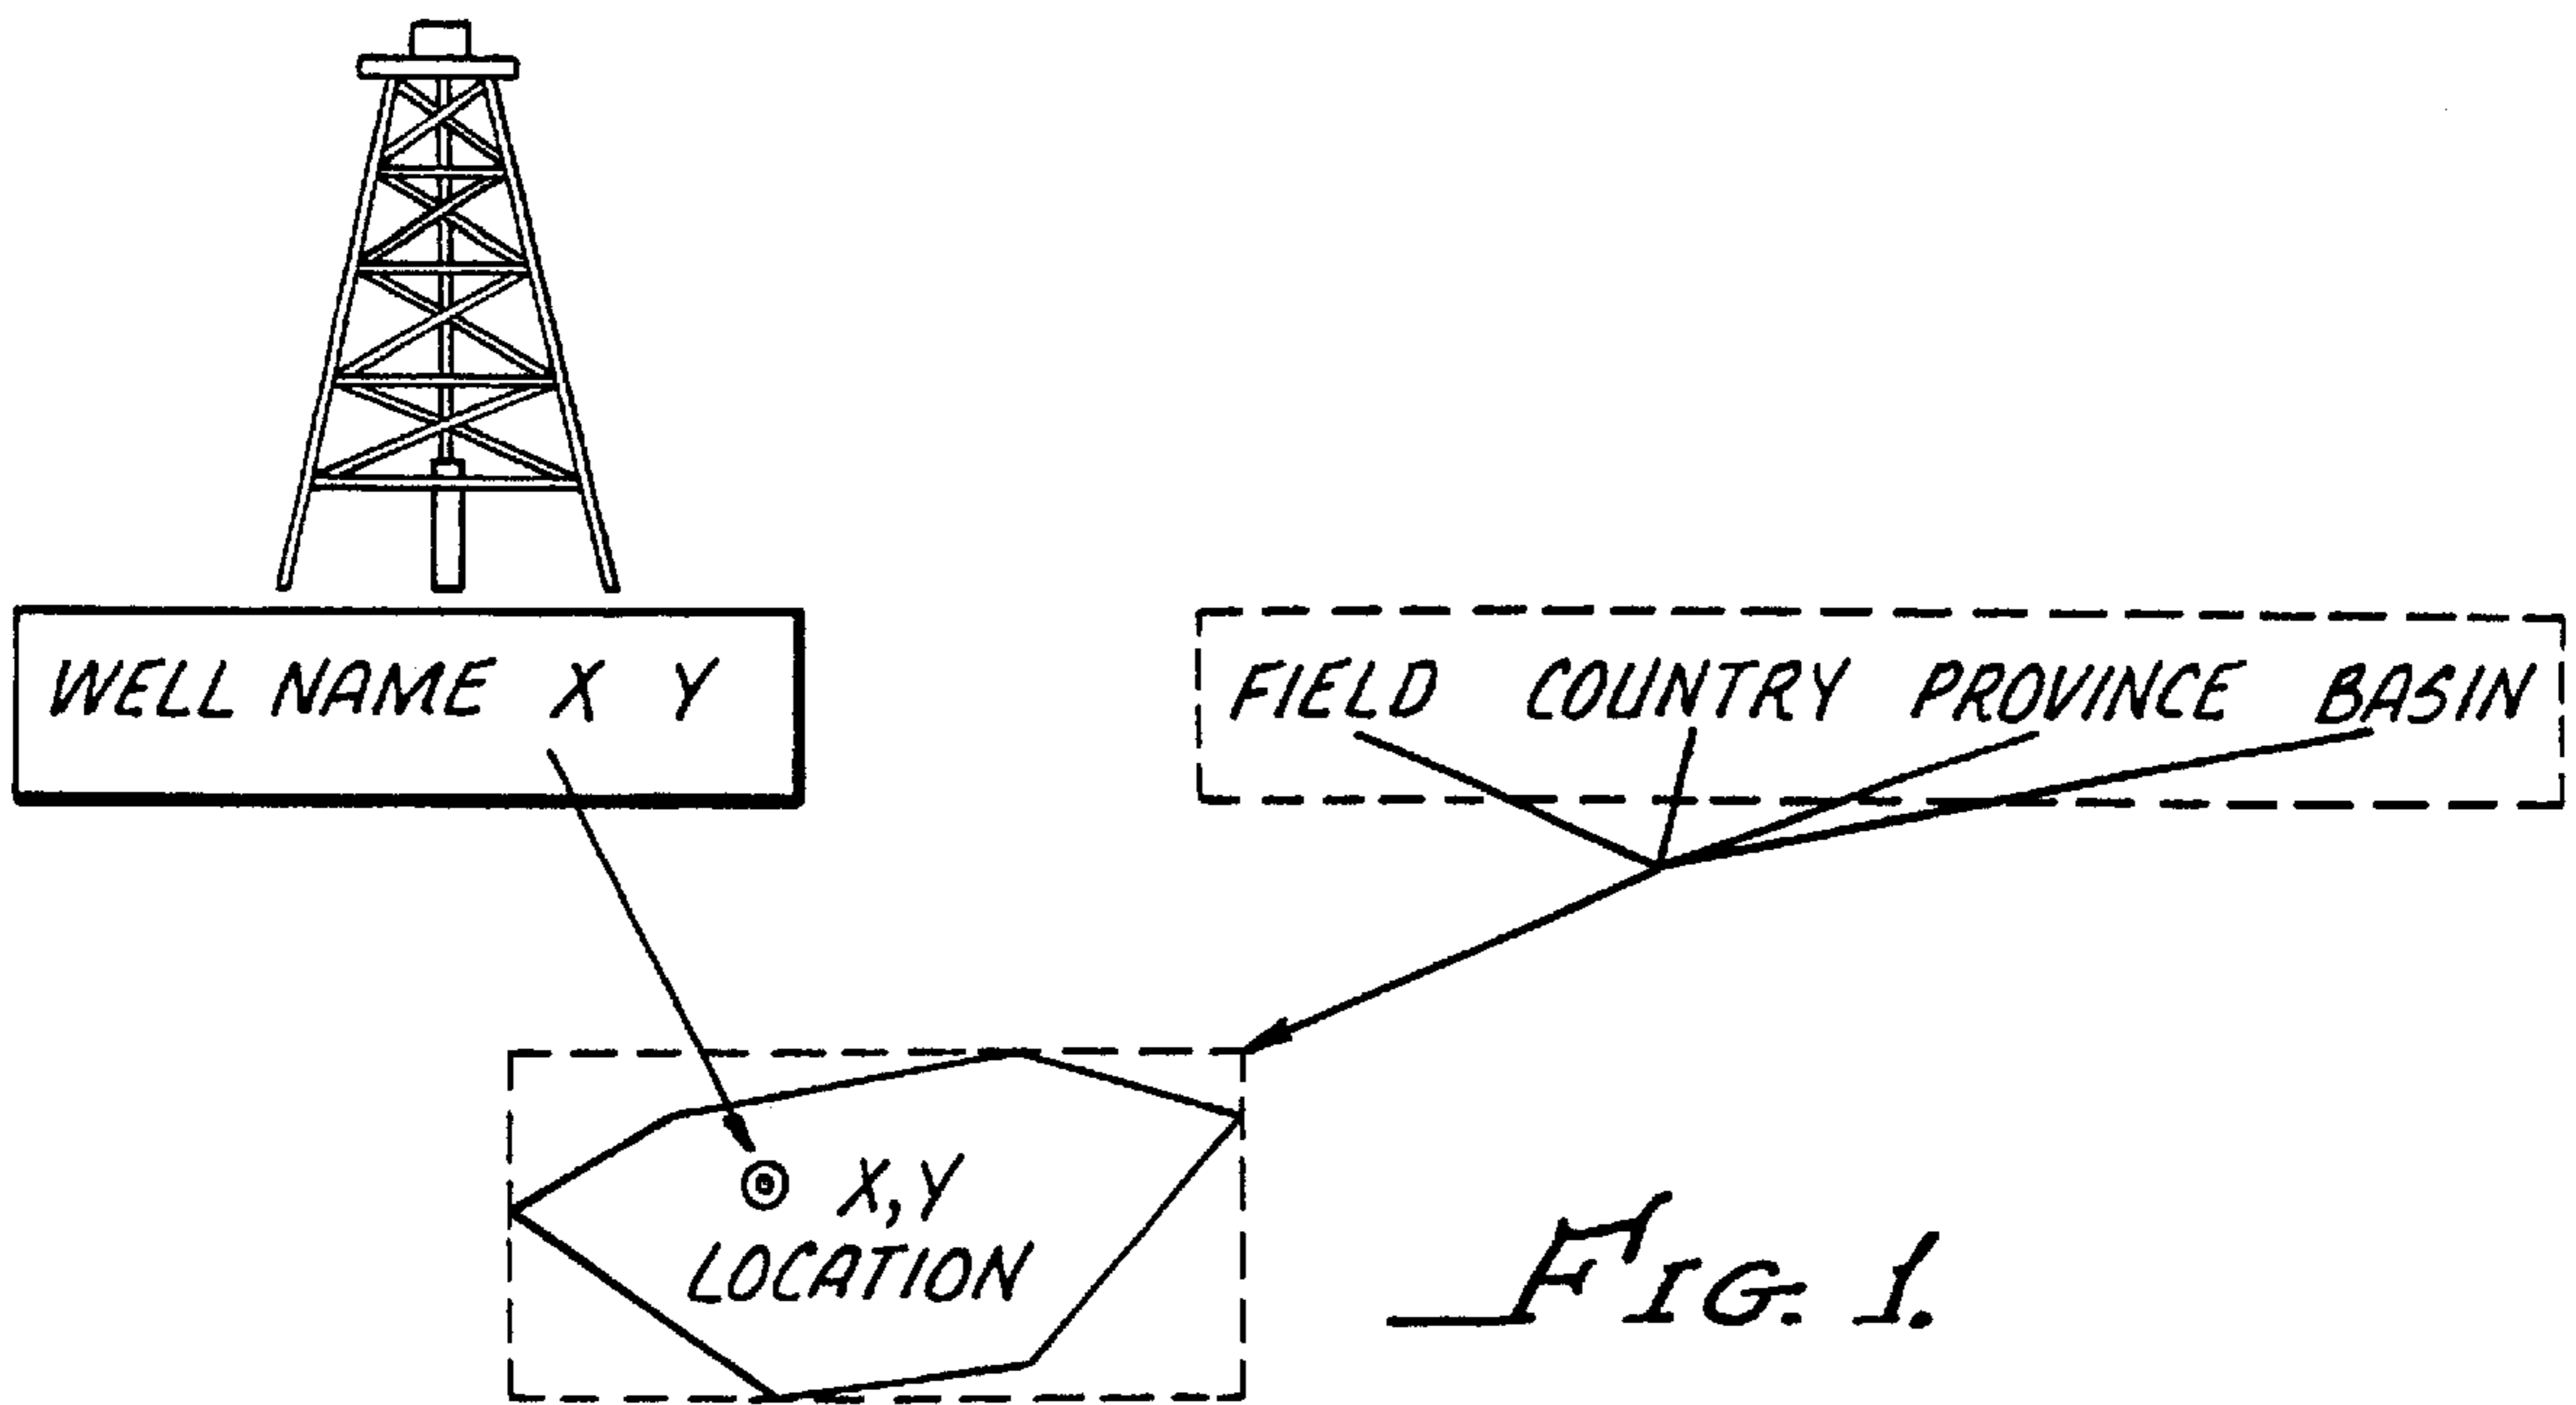 WELL NAME X Y
FIELD COUNTRY PROVINCE BASIN
X, Y
LOCATION
FIG. 1.